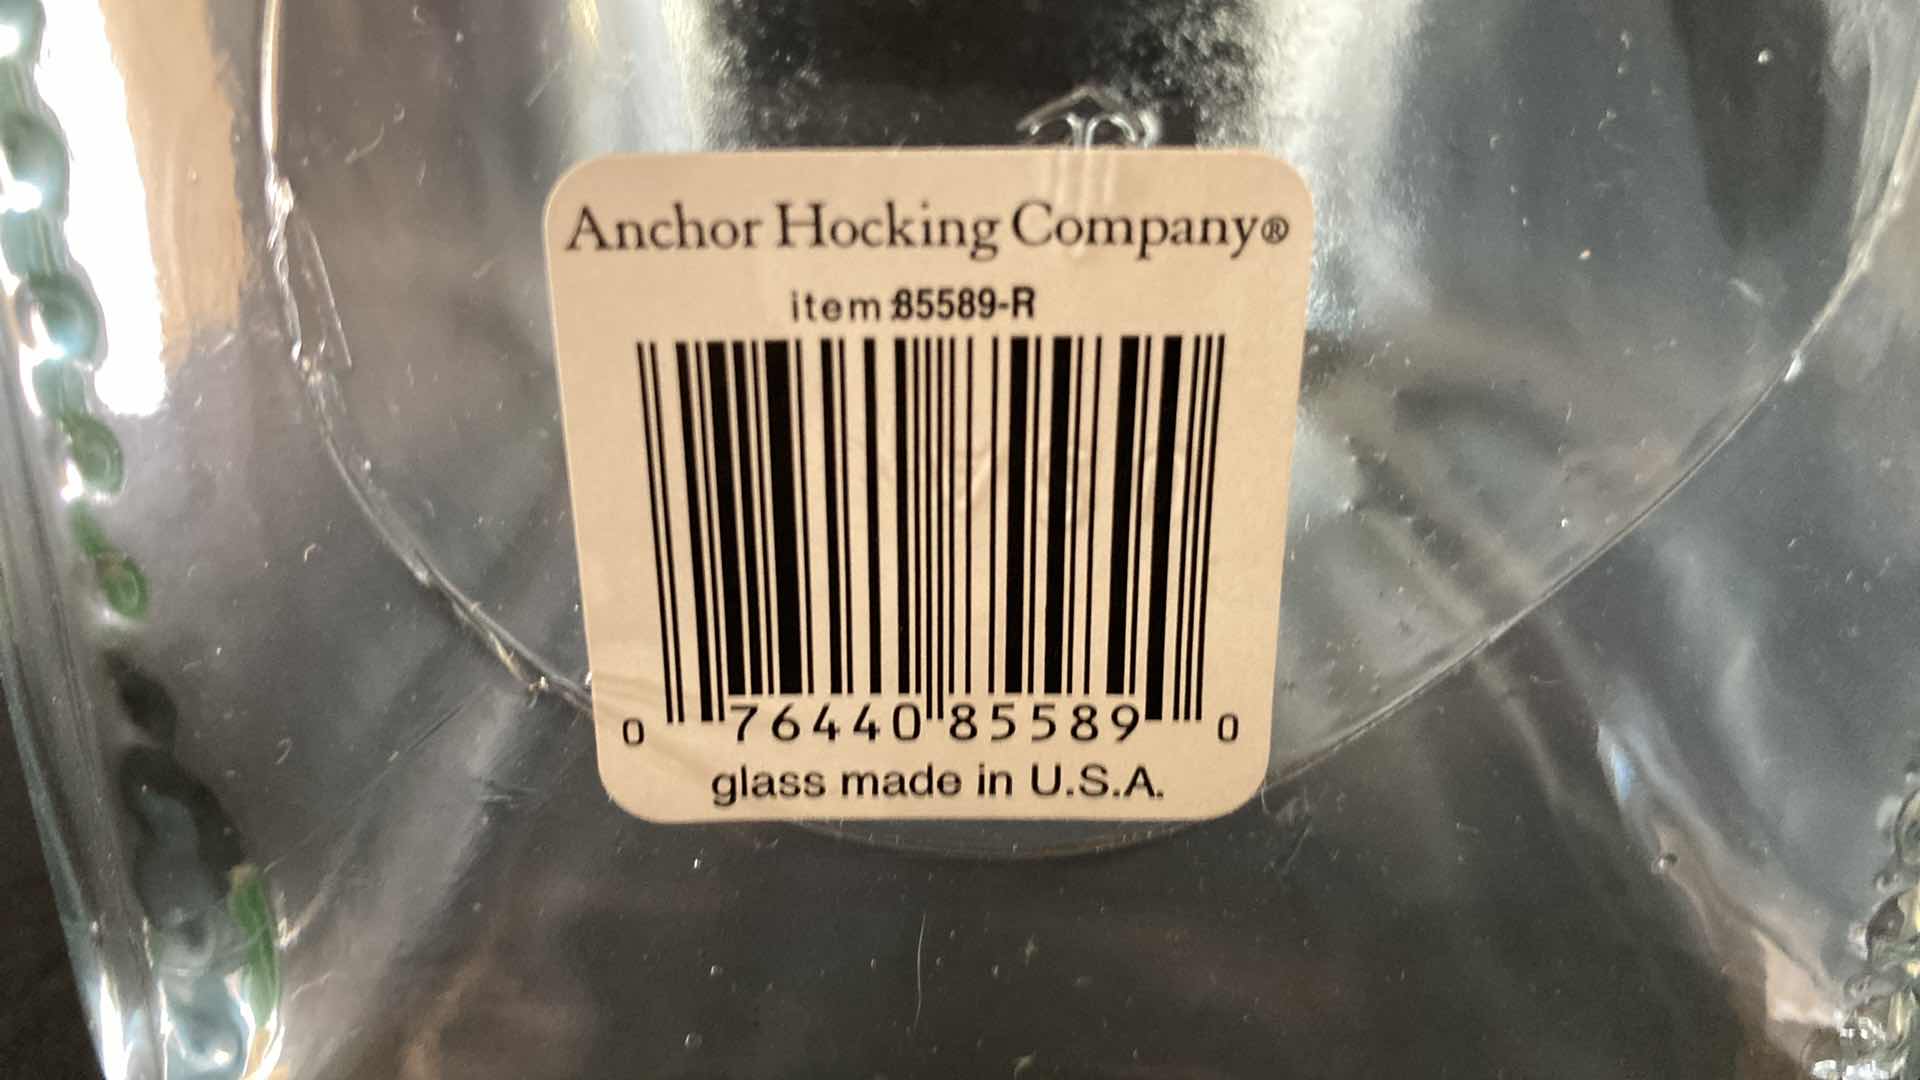 Anchor Hocking Company®
item:85589-R
0 76440 85589 0
glass made in U.S.A.